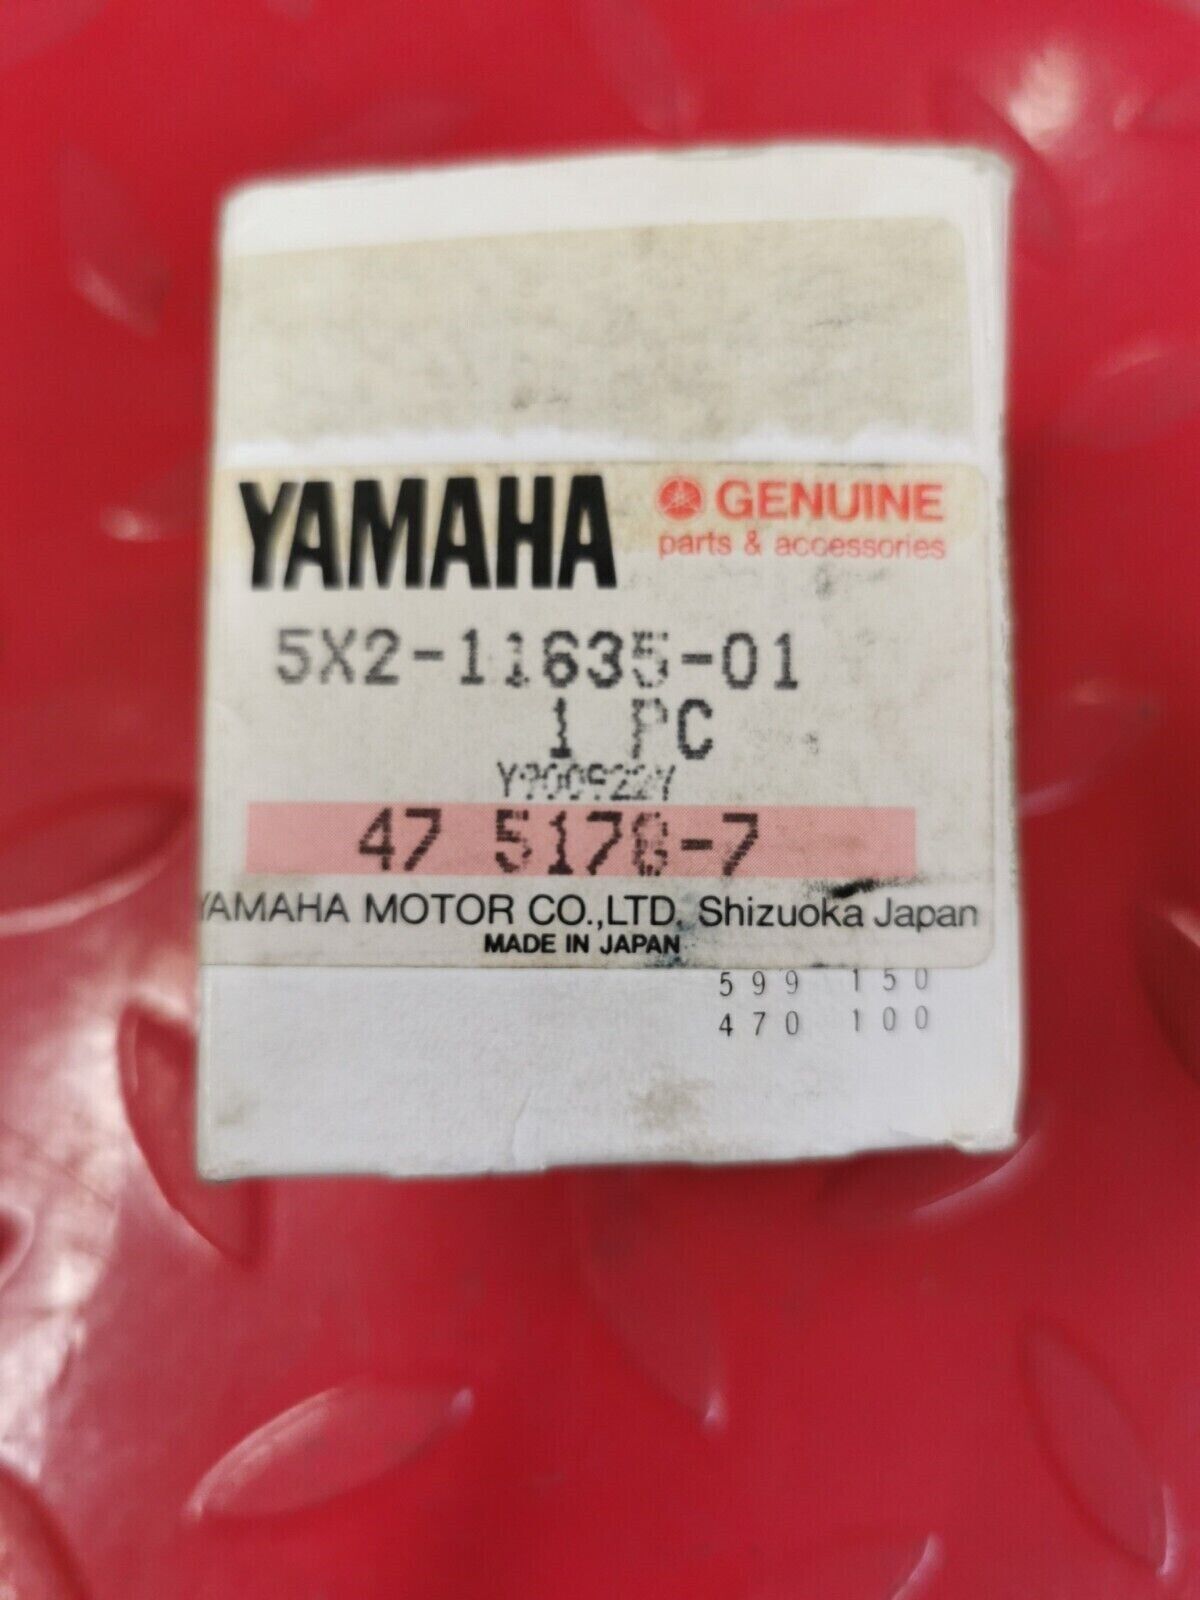 YAMAHA GENUINE
parts & accessories
5X2-11635-01
1 PC
47 5176-7
YAMAHA MOTOR CO.,LTD. Shizuoka Japan
MADE IN JAPAN
599 150
470 100